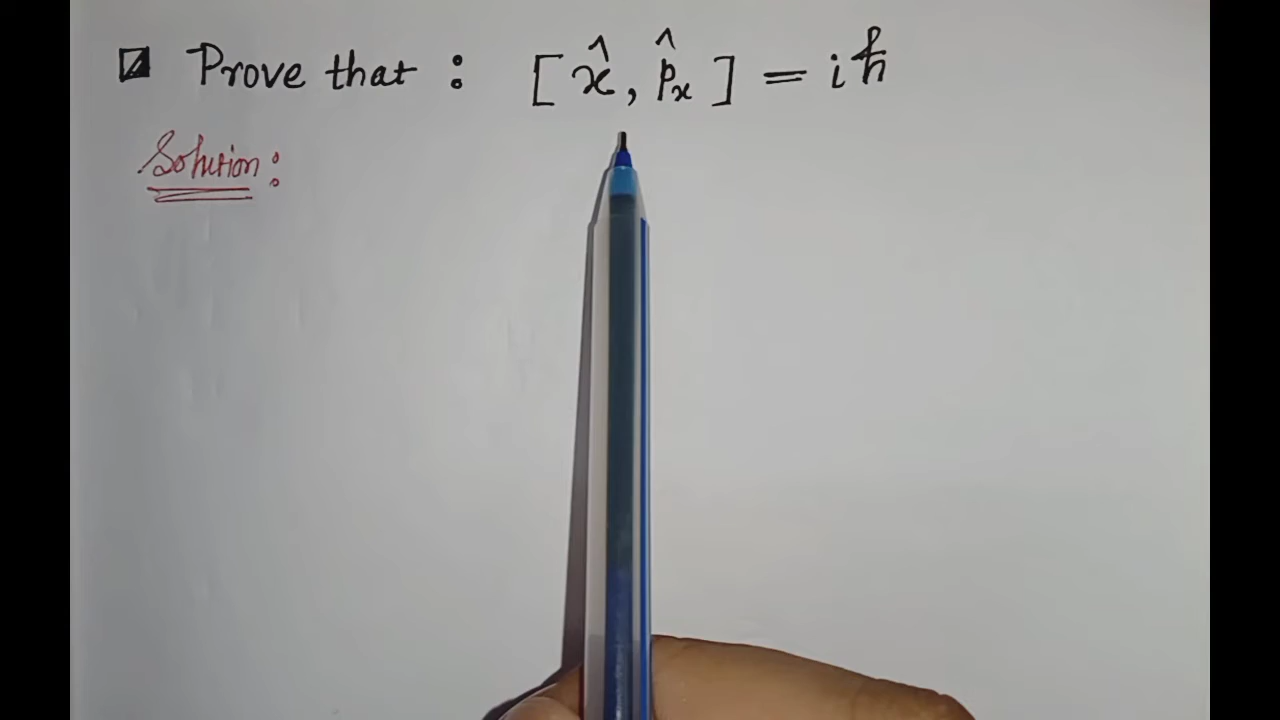 Prove that : [x̂, p̂ₓ] = iℏ
Solution: